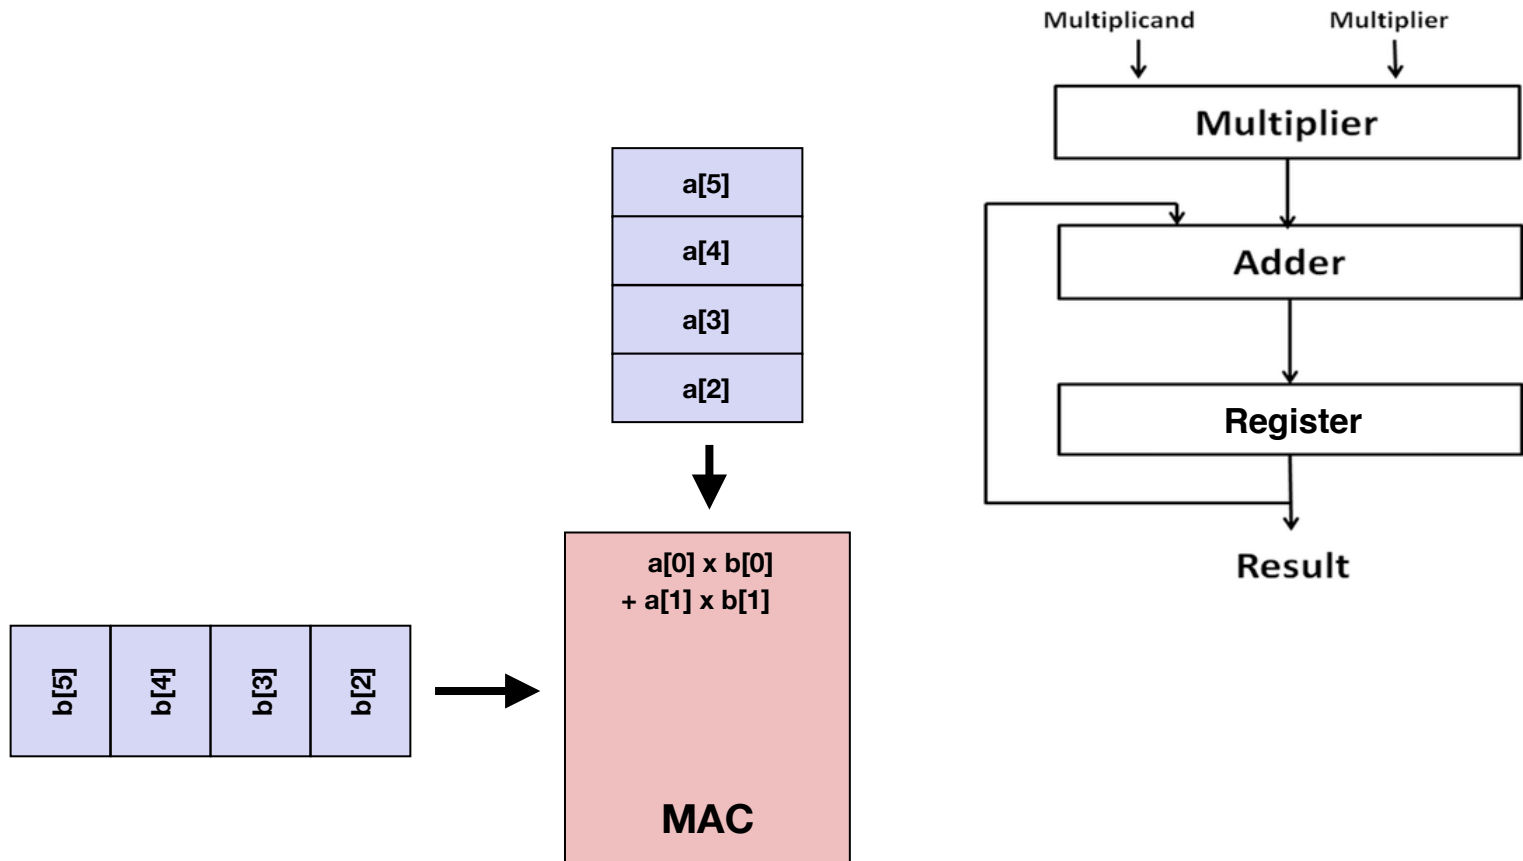 Multiplicand
Multiplier
Multiplier
Adder
Register
Result
a[5]
a[4]
a[3]
a[2]
a[0] x b[0]
+ a[1] x b[1]
MAC
b[5]
b[4]
b[3]
b[2]